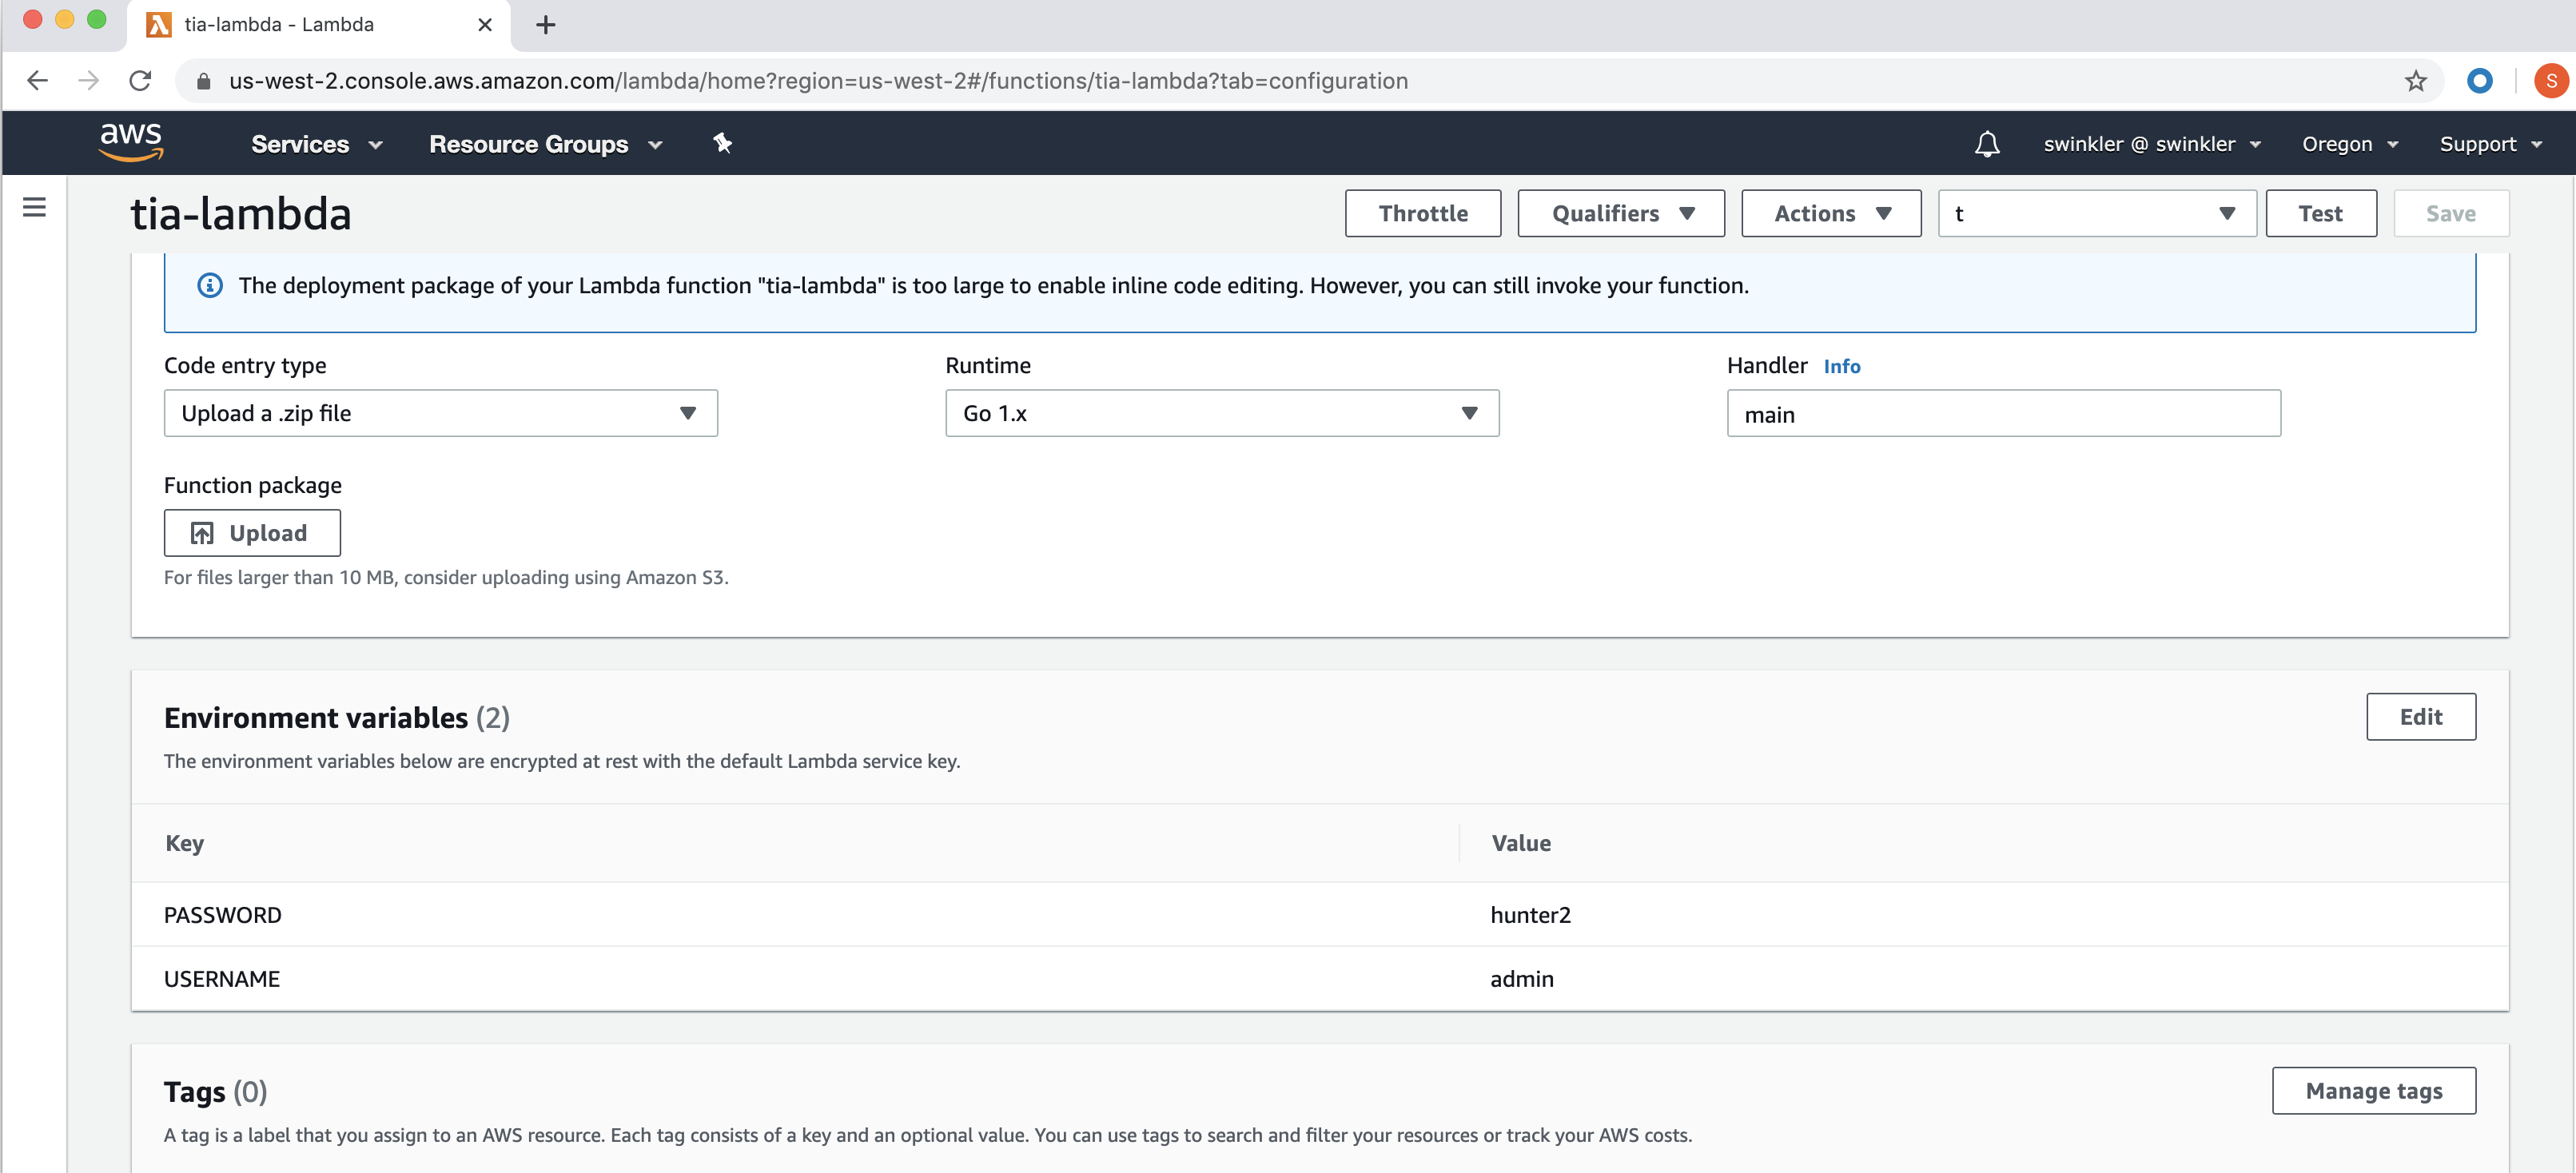 tia-lambda - Lambda
us-west-2.console.aws.amazon.com/lambda/home?region=us-west-2#/functions/tia-lambda?tab=configuration
S
aws Services Resource Groups swinkler @ swinkler Oregon Support
tia-lambda Throttle Qualifiers Actions t Test Save
The deployment package of your Lambda function "tia-lambda" is too large to enable inline code editing. However, you can still invoke your function.
Code entry type Runtime Handler Info
Upload a .zip file Go 1.x main
Function package
Upload
For files larger than 10 MB, consider uploading using Amazon S3.
Environment variables (2) Edit
The environment variables below are encrypted at rest with the default Lambda service key.
Key Value
PASSWORD hunter2
USERNAME admin
Tags (0) Manage tags
A tag is a label that you assign to an AWS resource. Each tag consists of a key and an optional value. You can use tags to search and filter your resources or track your AWS costs.